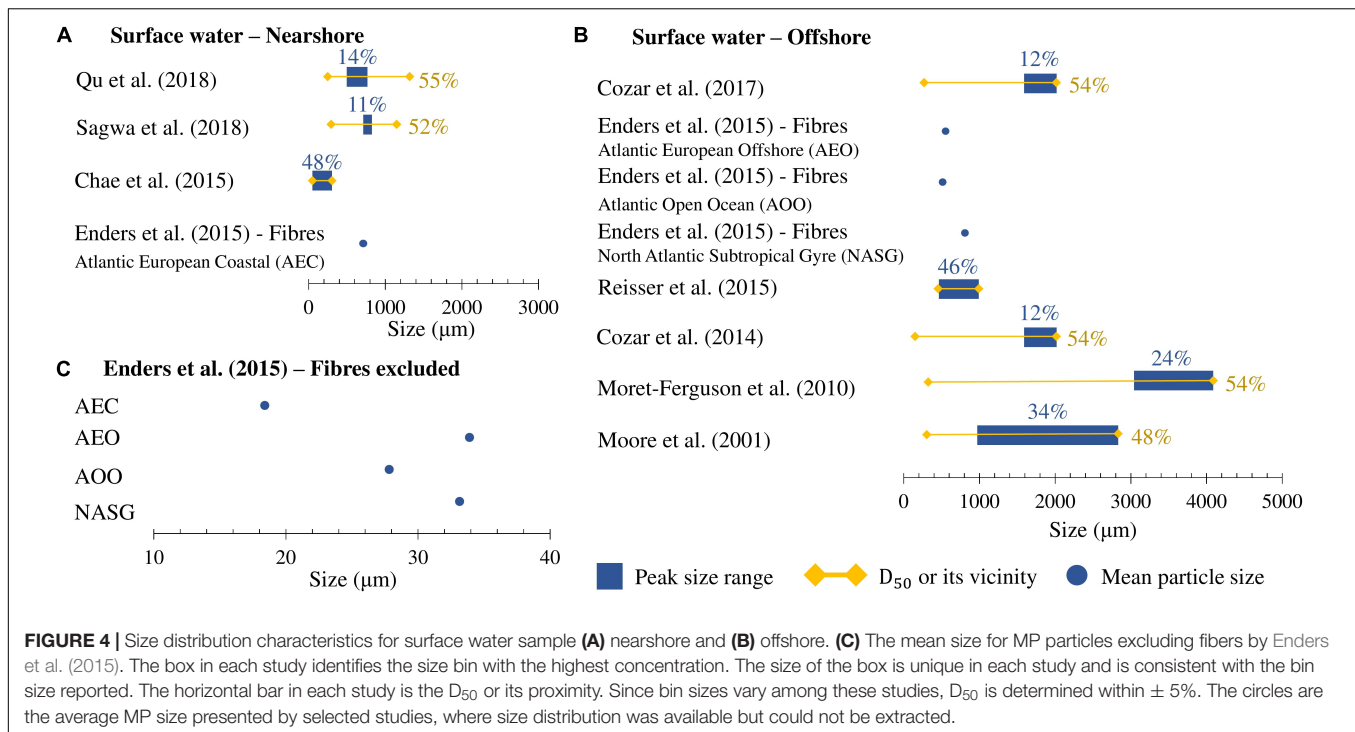 A Surface water – Nearshore
14%
Qu et al. (2018)
55%
11%
Sagwa et al. (2018)
52%
48%
Chae et al. (2015)
Enders et al. (2015) - Fibres
Atlantic European Coastal (AEC)
0 1000 2000 3000
Size (µm)
B Surface water – Offshore
12%
Cozar et al. (2017)
54%
Enders et al. (2015) - Fibres
Atlantic European Offshore (AEO)
Enders et al. (2015) - Fibres
Atlantic Open Ocean (AOO)
Enders et al. (2015) - Fibres
North Atlantic Subtropical Gyre (NASG)
46%
Reisser et al. (2015)
12%
Cozar et al. (2014)
54%
24%
Moret-Ferguson et al. (2010)
54%
34%
Moore et al. (2001)
48%
0 1000 2000 3000 4000 5000
Size (µm)
C Enders et al. (2015) – Fibres excluded
AEC
AEO
AOO
NASG
10 20 30 40
Size (µm)
Peak size range D50 or its vicinity Mean particle size
FIGURE 4 | Size distribution characteristics for surface water sample (A) nearshore and (B) offshore. (C) The mean size for MP particles excluding fibers by Enders
et al. (2015). The box in each study identifies the size bin with the highest concentration. The size of the box is unique in each study and is consistent with the bin
size reported. The horizontal bar in each study is the D50 or its proximity. Since bin sizes vary among these studies, D50 is determined within ± 5%. The circles are
the average MP size presented by selected studies, where size distribution was available but could not be extracted.